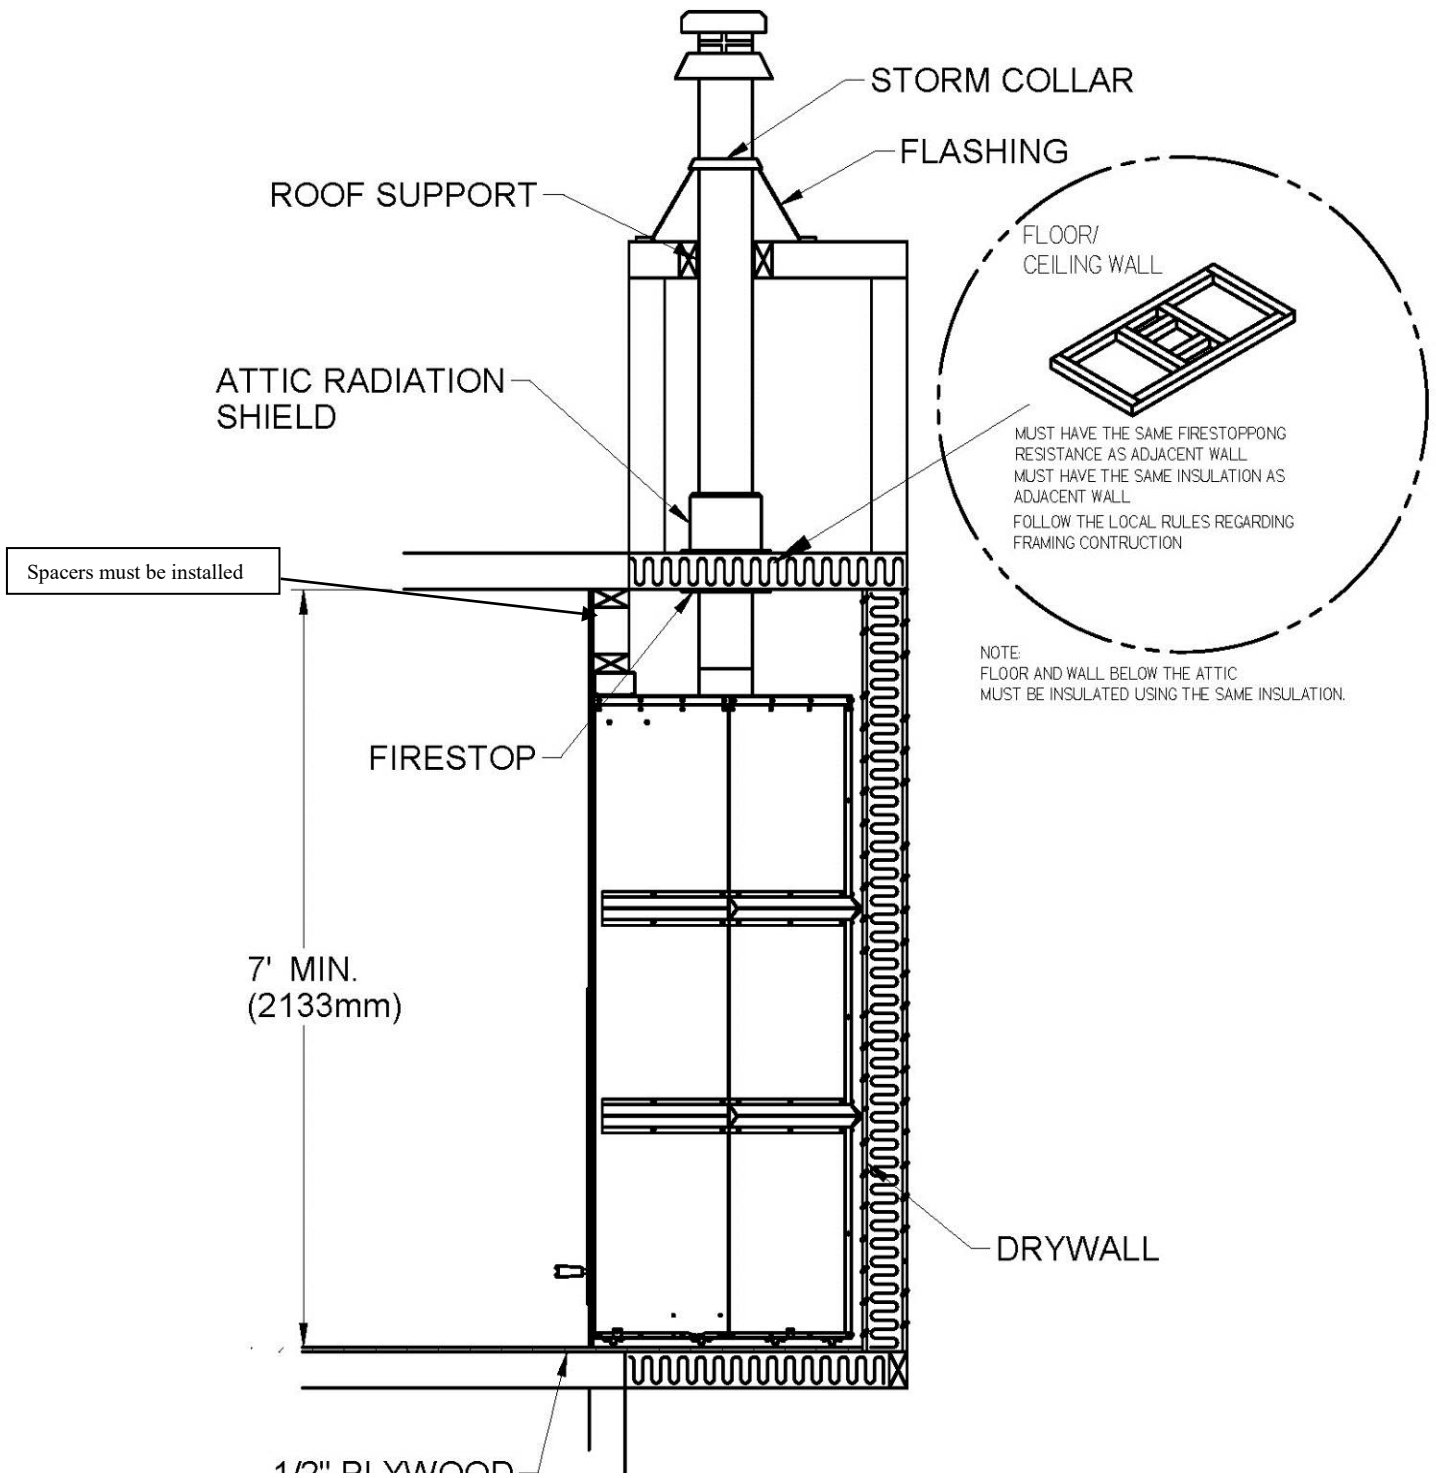 STORM COLLAR
FLASHING
ROOF SUPPORT
FLOOR/
CEILING WALL
ATTIC RADIATION
SHIELD
MUST HAVE THE SAME FIRESTOPPONG
RESISTANCE AS ADJACENT WALL
MUST HAVE THE SAME INSULATION AS
ADJACENT WALL
FOLLOW THE LOCAL RULES REGARDING
FRAMING CONTRUCTION
Spacers must be installed
NOTE:
FLOOR AND WALL BELOW THE ATTIC
MUST BE INSULATED USING THE SAME INSULATION.
FIRESTOP
7' MIN.
(2133mm)
DRYWALL
1/2" PLYWOOD